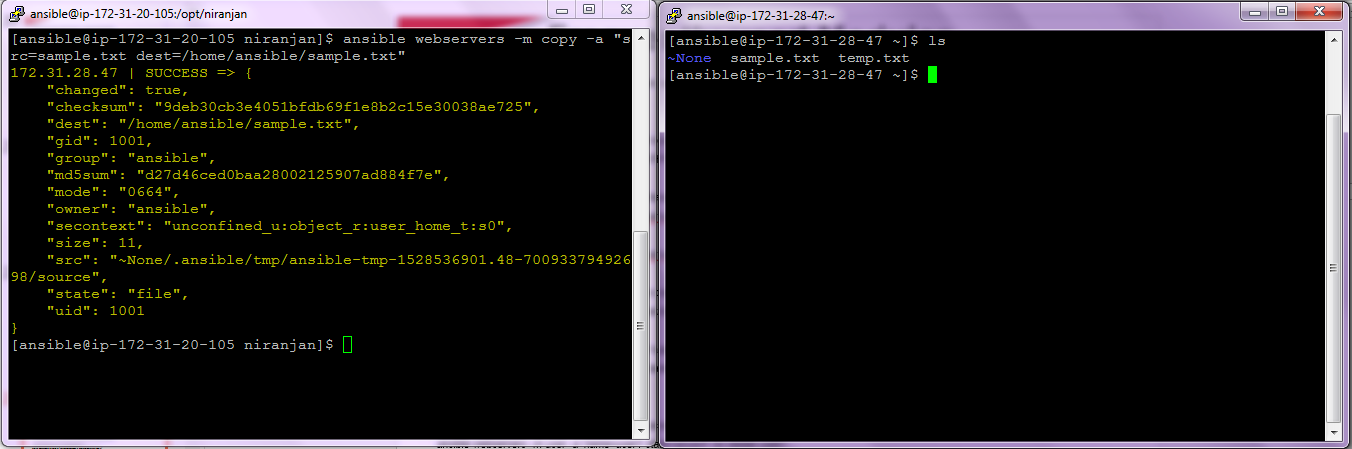 ansible@ip-172-31-20-105:/opt/niranjan
[ansible@ip-172-31-20-105 niranjan]$ ansible webservers -m copy -a "s
rc=sample.txt dest=/home/ansible/sample.txt"
172.31.28.47 | SUCCESS => {
    "changed": true,
    "checksum": "9deb30cb3e4051bfdb69f1e8b2c15e30038ae725",
    "dest": "/home/ansible/sample.txt",
    "gid": 1001,
    "group": "ansible",
    "md5sum": "d27d46ced0baa28002125907ad884f7e",
    "mode": "0664",
    "owner": "ansible",
    "secontext": "unconfined_u:object_r:user_home_t:s0",
    "size": 11,
    "src": "~None/.ansible/tmp/ansible-tmp-1528536901.48-700933794926
98/source",
    "state": "file",
    "uid": 1001
}
[ansible@ip-172-31-20-105 niranjan]$
ansible@ip-172-31-28-47:~
[ansible@ip-172-31-28-47 ~]$ ls
~None  sample.txt  temp.txt
[ansible@ip-172-31-28-47 ~]$